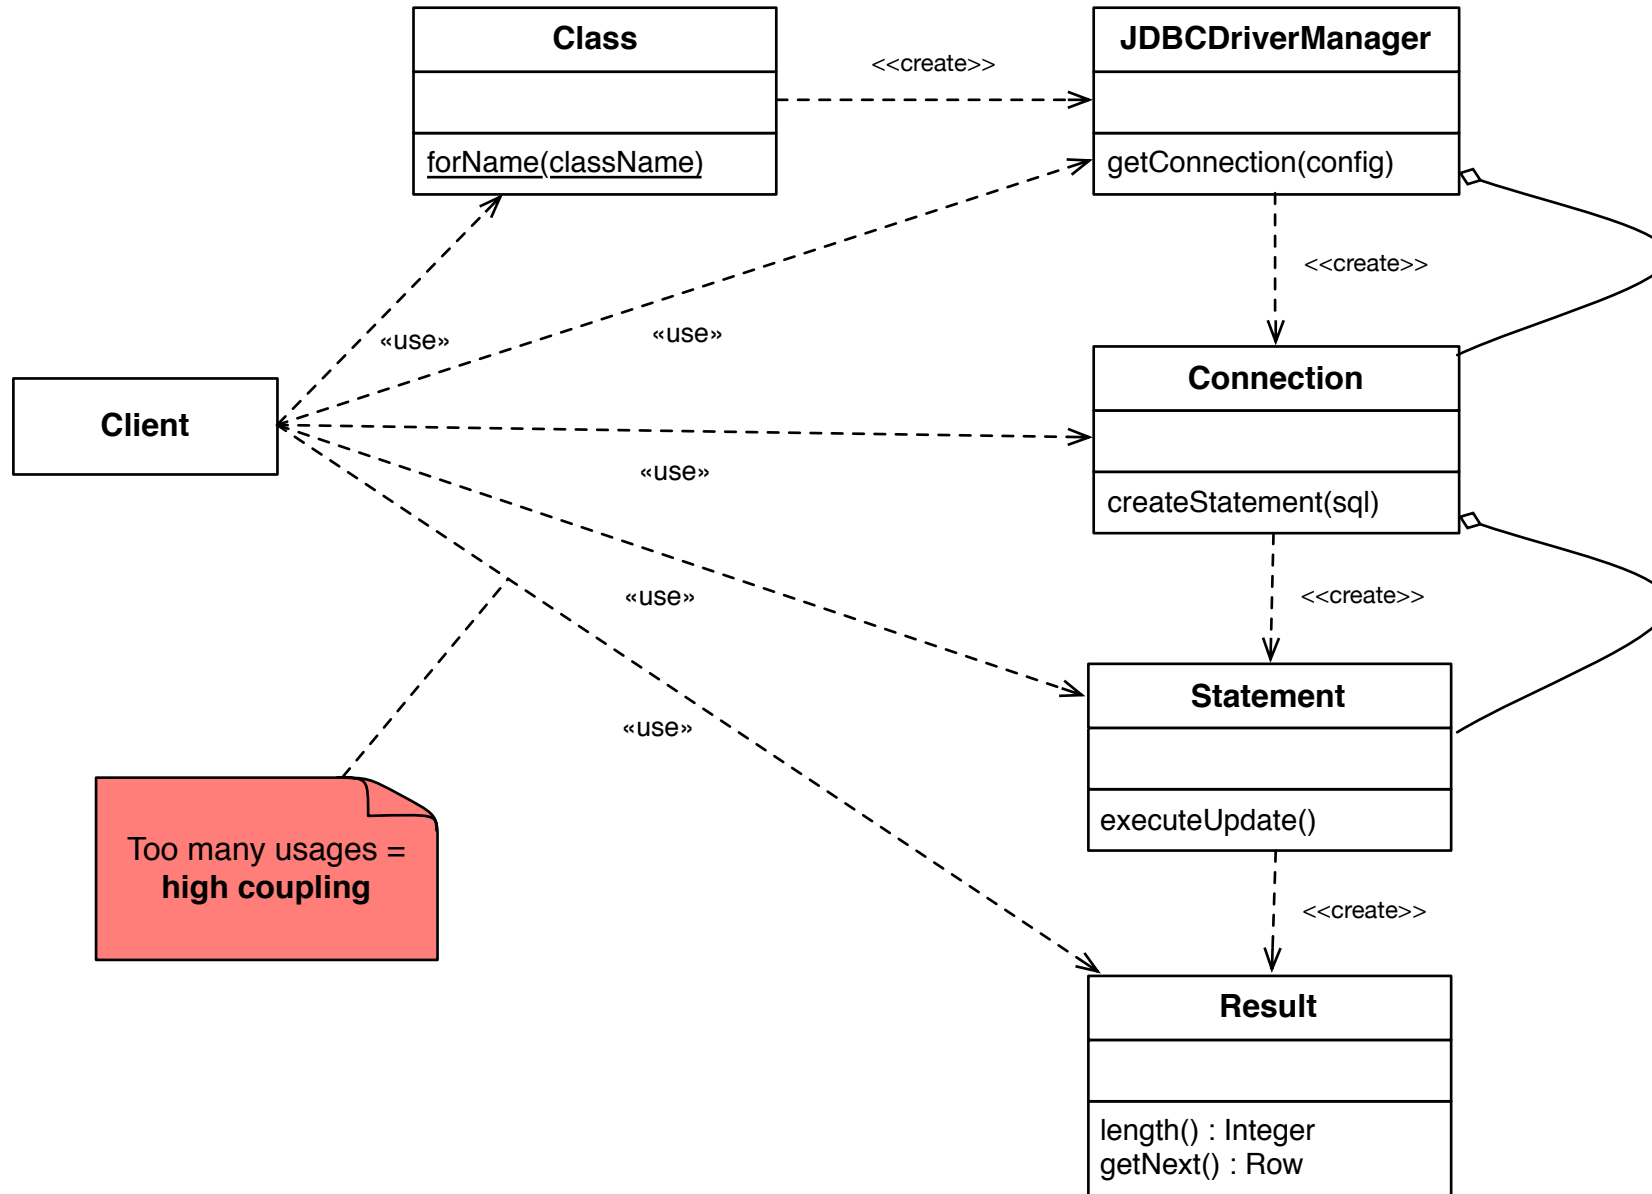 Class
JDBCDriverManager
<<create>>
forName(className)
getConnection(config)
<<create>>
«use»
«use»
Client
Connection
«use»
createStatement(sql)
<<create>>
«use»
Statement
«use»
executeUpdate()
Too many usages =
high coupling
<<create>>
Result
length() : Integer
getNext() : Row